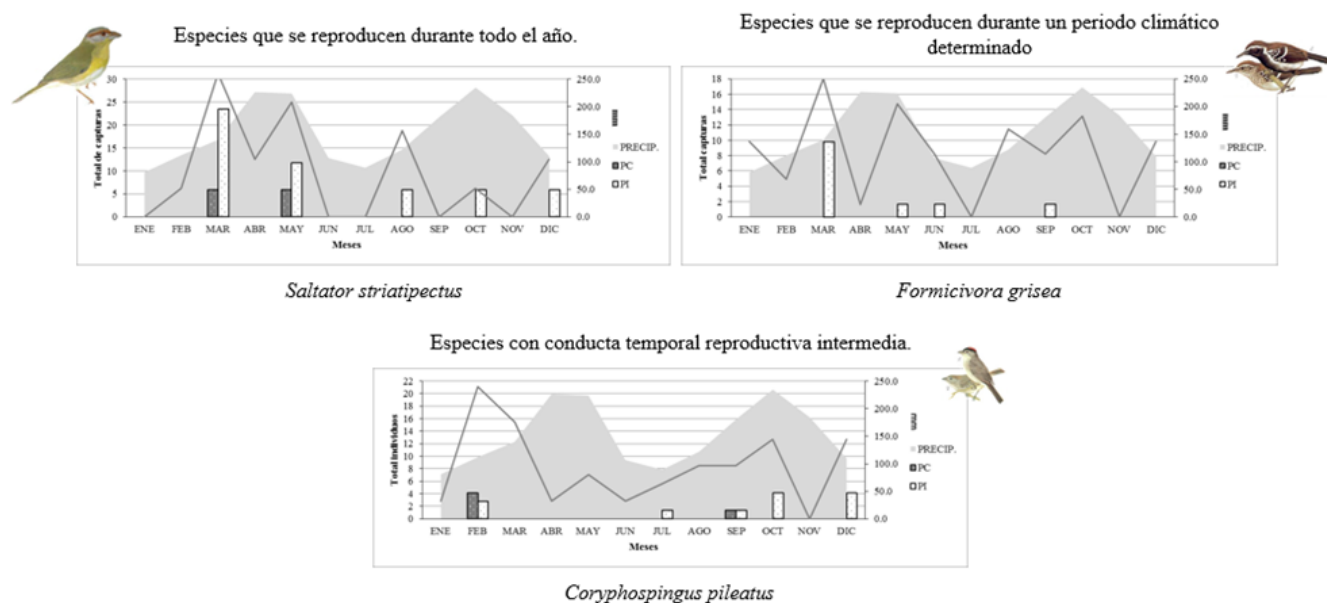 Especies que se reproducen durante todo el año.
30
25
20
15
10
5
0
Total de capturas
250.0
200.0
150.0
100.0
50.0
0.0
mm
PRECIP.
PC
PI
ENE FEB MAR ABR MAY JUN JUL AGO SEP OCT NOV DIC
Meses
Saltator striatipectus
Especies que se reproducen durante un periodo climático
determinado
18
16
14
12
10
8
6
4
2
0
Total de capturas
250.0
200.0
150.0
100.0
50.0
0.0
mm
PRECIP.
PC
PI
ENE FEB MAR ABR MAY JUN JUL AGO SEP OCT NOV DIC
Meses
Formicivora grisea
Especies con conducta temporal reproductiva intermedia.
22
20
18
16
14
12
10
8
6
4
2
0
Total individuos
250.0
200.0
150.0
100.0
50.0
0.0
mm
PRECIP.
PC
PI
ENE FEB MAR ABR MAY JUN JUL AGO SEP OCT NOV DIC
Meses
Coryphospingus pileatus